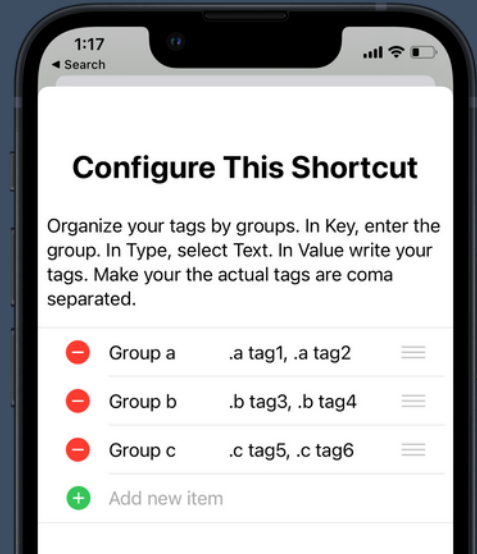 1:17
◀ Search
Configure This Shortcut
Organize your tags by groups. In Key, enter the
group. In Type, select Text. In Value write your
tags. Make your the actual tags are coma
separated.
Group a .a tag1, .a tag2
Group b .b tag3, .b tag4
Group c .c tag5, .c tag6
Add new item